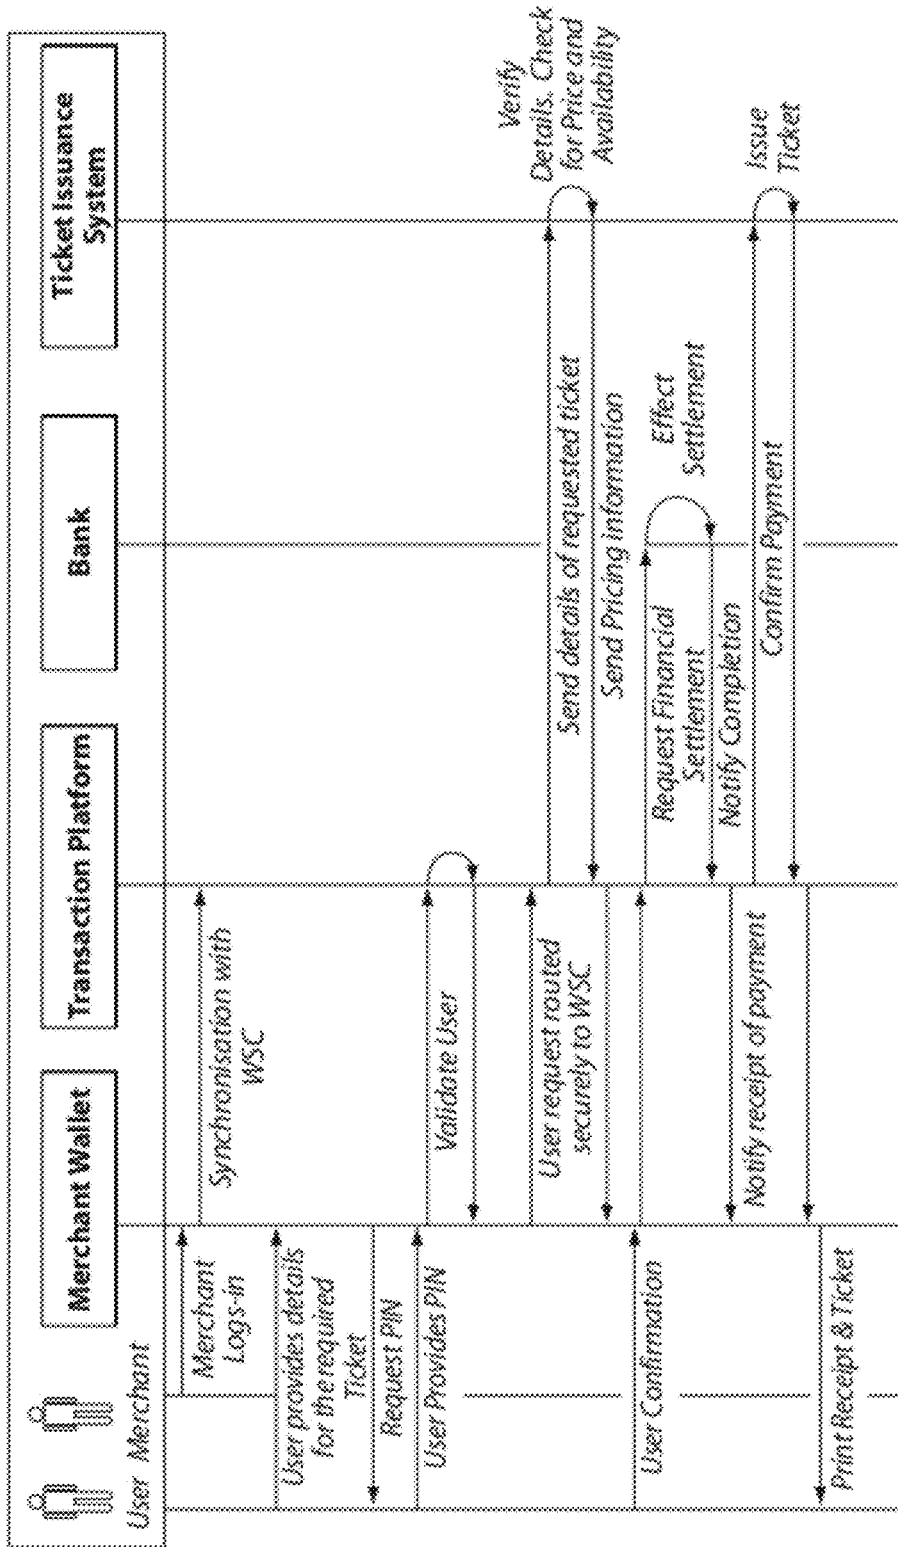 User
Merchant
Merchant Wallet
Transaction Platform
Bank
Ticket Issuance
System
Merchant
Logs-in
Synchronisation with
WSC
User provides details
for the required
Ticket
Request PIN
User Provides PIN
Validate User
User request routed
securely to WSC
Send details of requested ticket
Verify
Details. Check
for Price and
Availability
Send Pricing information
User Confirmation
Request Financial
Settlement
Effect
Settlement
Notify Completion
Notify receipt of payment
Confirm Payment
Issue
Ticket
Print Receipt & Ticket